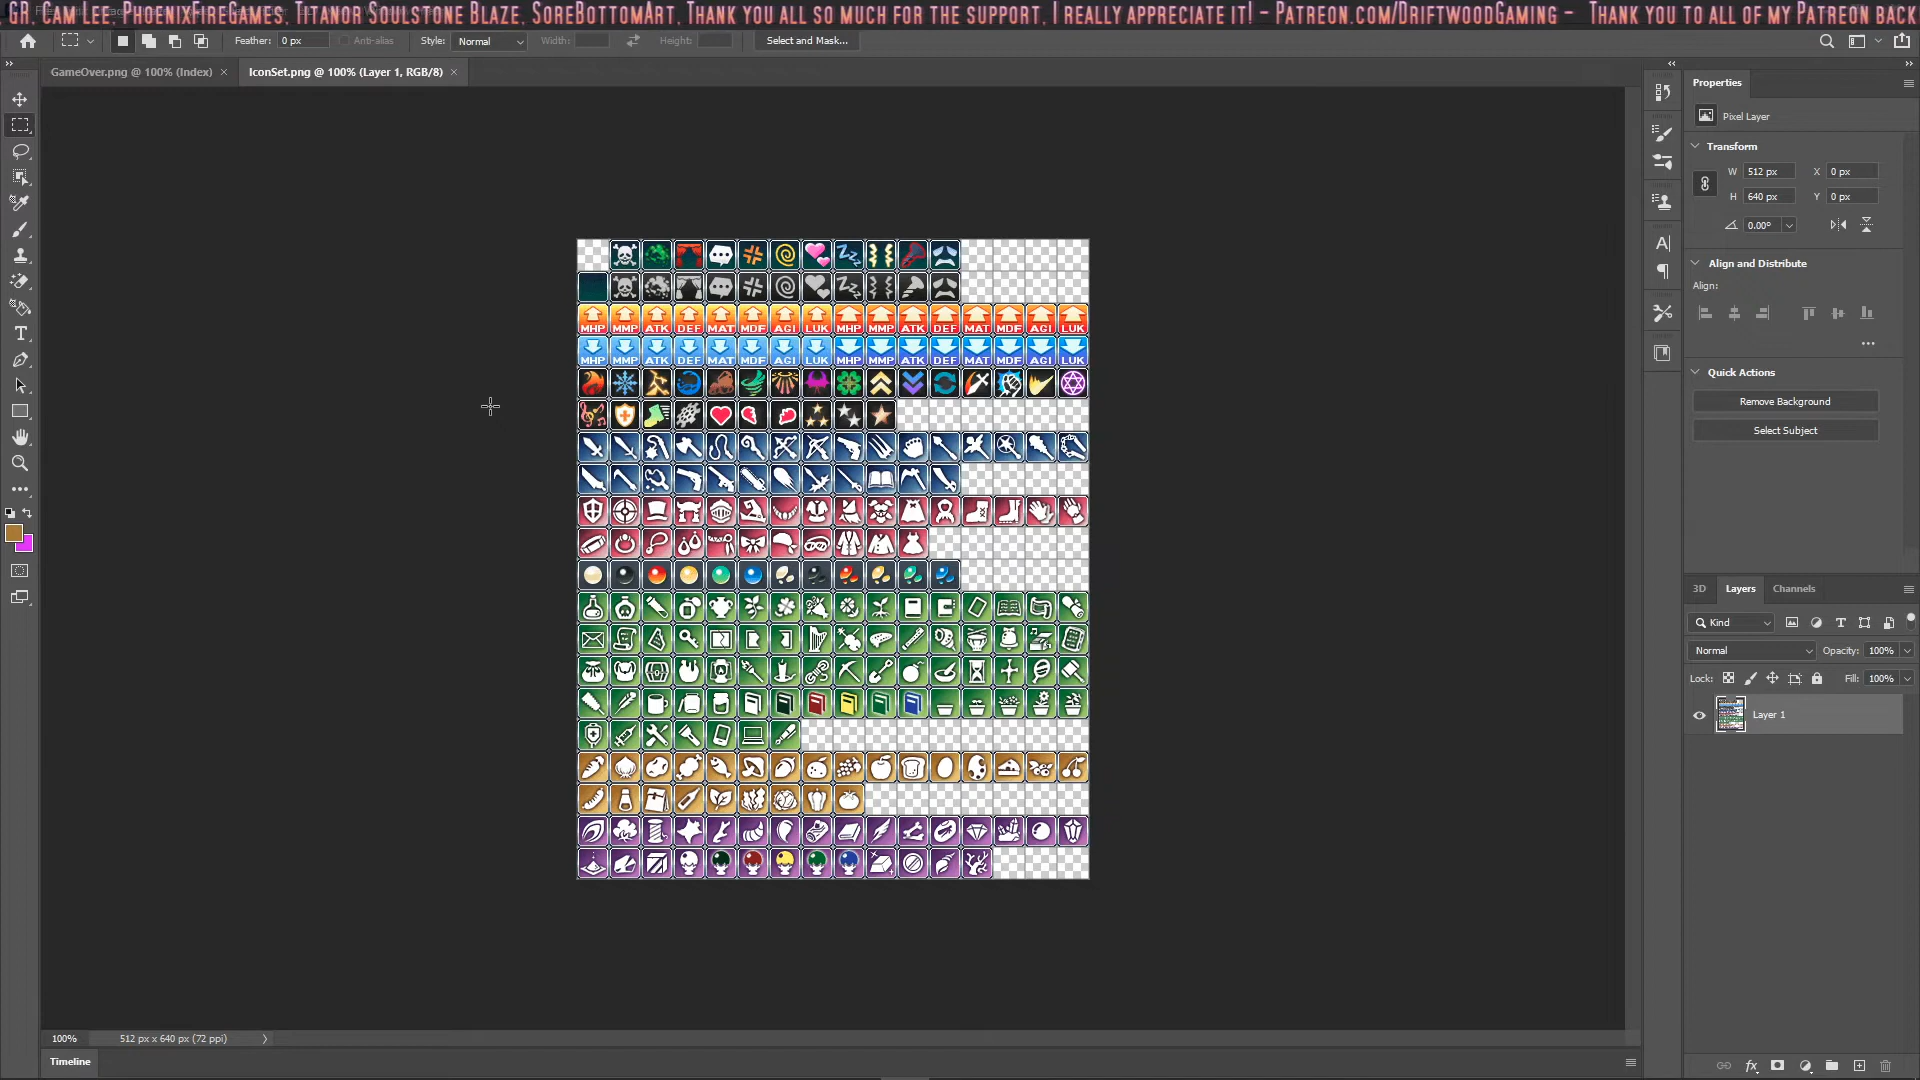 GR, Cam Lee, PhoenixFireGames, Titanor Soulstone Blaze, SoreBottomArt, Thank you all so much for the support, I really appreciate it! - Patreon.com/DriftwoodGaming - Thank you to all of my Patreon back
Feather: 0 px Anti-alias Style: Normal Width: Height: Select and Mask...
GameOver.png @ 100% (Index) × IconSet.png @ 100% (Layer 1, RGB/8) ×
Properties
Pixel Layer
Transform
W 512 px X 0 px
H 640 px Y 0 px
0.00°
Align and Distribute
Align:
Quick Actions
Remove Background
Select Subject
MHP MMP ATK DEF MAT MDF AGI LUK MHP MMP ATK DEF MAT MDF AGI LUK
MHP MMP ATK DEF MAT MDF AGI LUK MHP MMP ATK DEF MAT MDF AGI LUK
3D Layers Channels
Kind
Normal Opacity: 100%
Lock: Fill: 100%
Layer 1
100% 512 px x 640 px (72 ppi)
Timeline